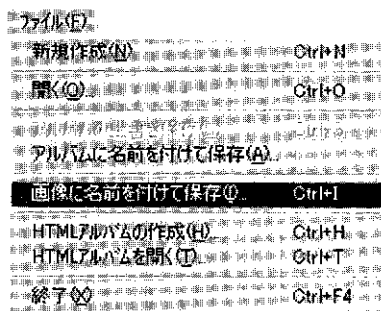 ファイル(F)
新規作成(N) Ctrl+N
開く(O)... Ctrl+O
アルバムに名前を付けて保存(A)...
画像に名前を付けて保存(I)... Ctrl+I
HTMLアルバムの作成(H)... Ctrl+H
HTMLアルバムを開く(T)... Ctrl+T
終了(X) Ctrl+F4